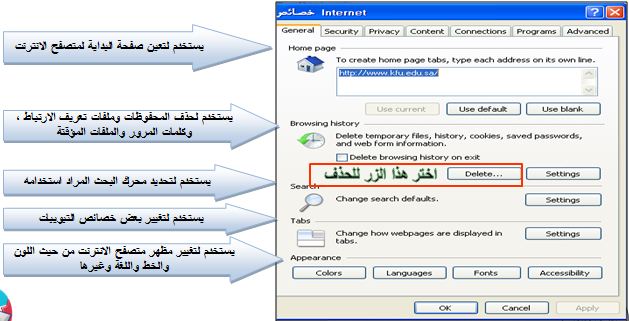 خصائص Internet
General Security Privacy Content Connections Programs Advanced
Home page
To create home page tabs, type each address on its own line.
http://www.kfu.edu.sa/
Use current Use default Use blank
Browsing history
Delete temporary files, history, cookies, saved passwords,
and web form information.
Delete browsing history on exit
اختر هذا الزر للحذف Delete... Settings
Search
Change search defaults. Settings
Tabs
Change how webpages are displayed in
tabs. Settings
Appearance
Colors Languages Fonts Accessibility
OK Cancel Apply
يستخدم لتعين صفحة البداية لمتصفح الانترنت
يستخدم لحذف المحفوظات وملفات تعريف الارتباط ،
وكلمات المرور والملفات المؤقتة
يستخدم لتحديد محرك البحث المراد استخدامه
يستخدم لتغيير بعض خصائص التبويبات
يستخدم لتغيير مظهر متصفح الانترنت من حيث اللون
والخط واللغة وغيرها